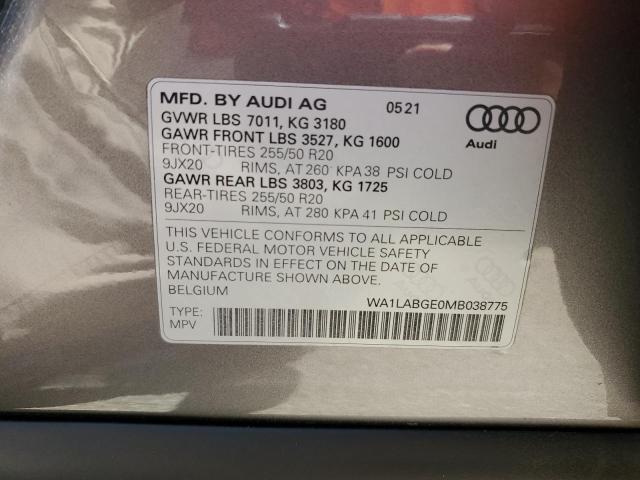 MFD. BY AUDI AG 05 21
GVWR LBS 7011, KG 3180
GAWR FRONT LBS 3527, KG 1600
FRONT-TIRES 255/50 R20
9JX20 RIMS, AT 260 KPA 38 PSI COLD
GAWR REAR LBS 3803, KG 1725
REAR-TIRES 255/50 R20
9JX20 RIMS, AT 280 KPA 41 PSI COLD
Audi
THIS VEHICLE CONFORMS TO ALL APPLICABLE
U.S. FEDERAL MOTOR VEHICLE SAFETY
STANDARDS IN EFFECT ON THE DATE OF
MANUFACTURE SHOWN ABOVE.
BELGIUM WA1LABGE0MB038775
TYPE:
MPV